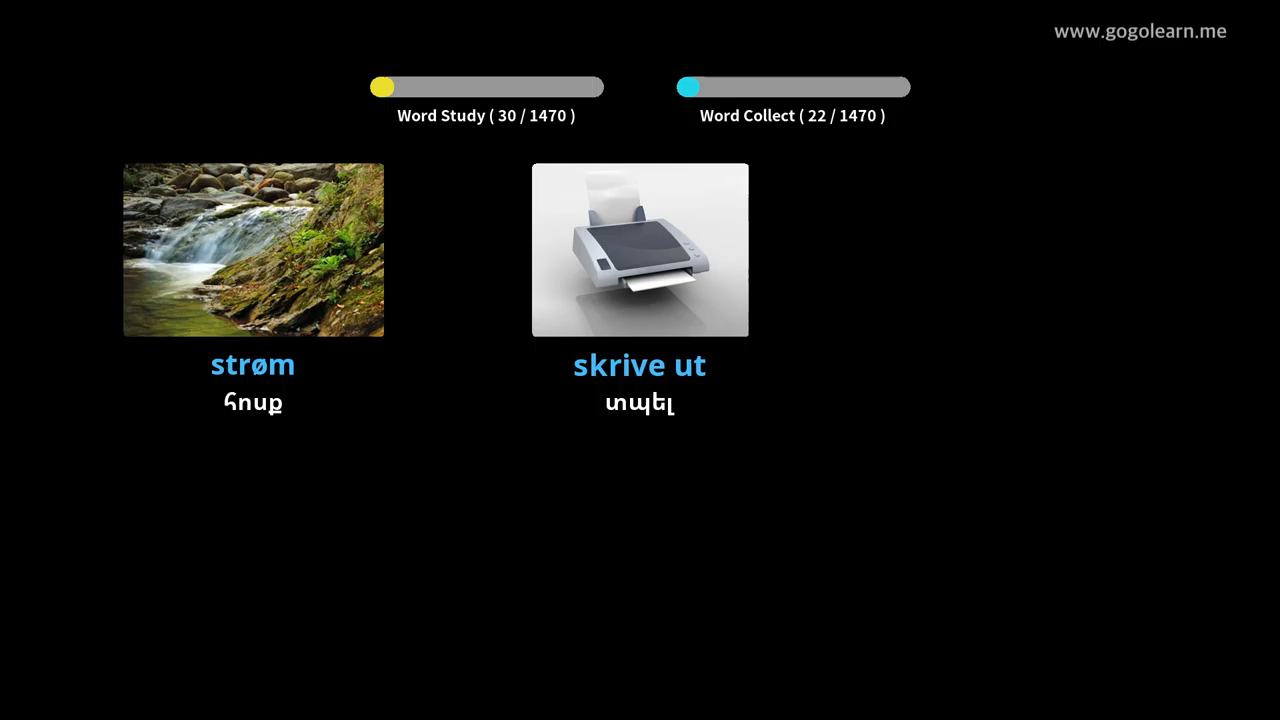 www.gogolearn.me
Word Study ( 30 / 1470 )
Word Collect ( 22 / 1470 )
strøm
հոսք
skrive ut
տպել